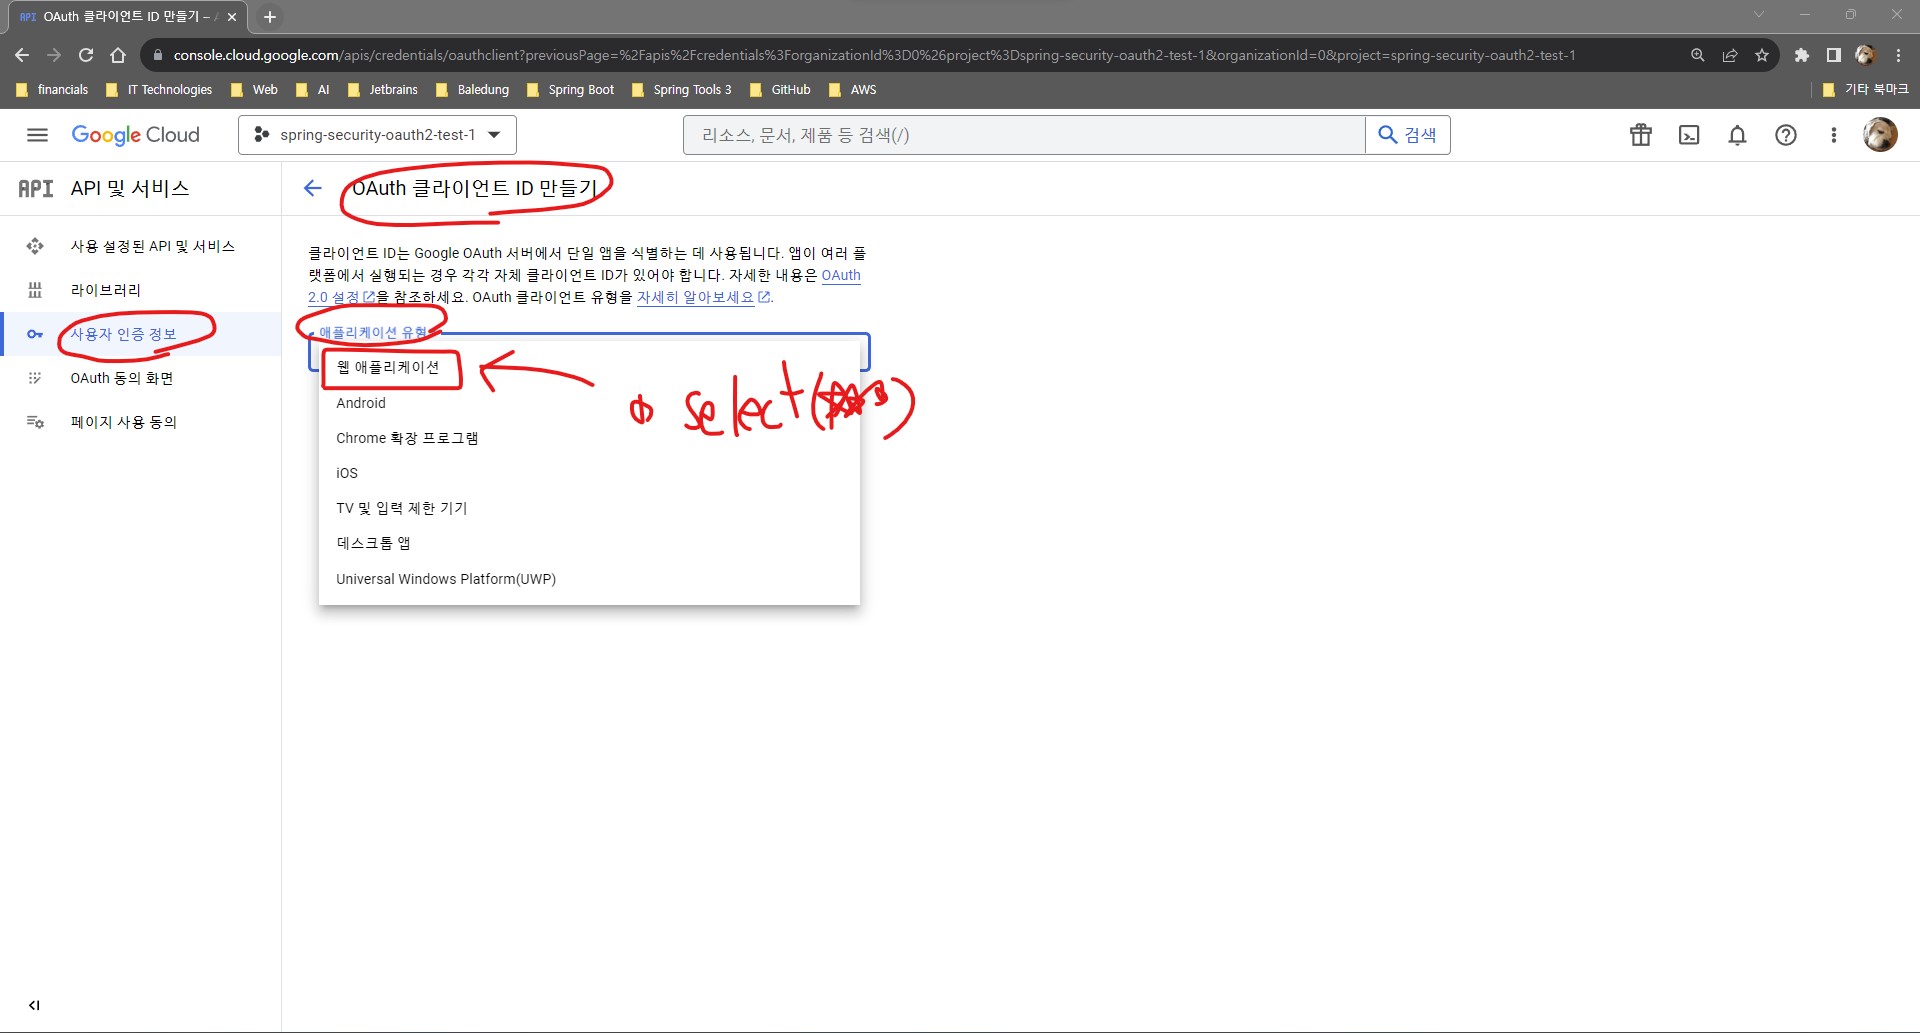 API OAuth 클라이언트 ID 만들기 –
console.cloud.google.com/apis/credentials/oauthclient?previousPage=%2Fapis%2Fcredentials%3ForganizationId%3D0%26project%3Dspring-security-oauth2-test-1&organizationId=0&project=spring-security-oauth2-test-1
financials IT Technologies Web AI Jetbrains Baledung Spring Boot Spring Tools 3 GitHub AWS 기타 북마크
Google Cloud spring-security-oauth2-test-1 리소스, 문서, 제품 등 검색(/) 검색
API API 및 서비스
OAuth 클라이언트 ID 만들기
사용 설정된 API 및 서비스
라이브러리
사용자 인증 정보
OAuth 동의 화면
페이지 사용 동의
클라이언트 ID는 Google OAuth 서버에서 단일 앱을 식별하는 데 사용됩니다. 앱이 여러 플
랫폼에서 실행되는 경우 각각 자체 클라이언트 ID가 있어야 합니다. 자세한 내용은 OAuth
2.0 설정을 참조하세요. OAuth 클라이언트 유형을 자세히 알아보세요.
애플리케이션 유형
웹 애플리케이션
select(
)
Android
Chrome 확장 프로그램
iOS
TV 및 입력 제한 기기
데스크톱 앱
Universal Windows Platform(UWP)